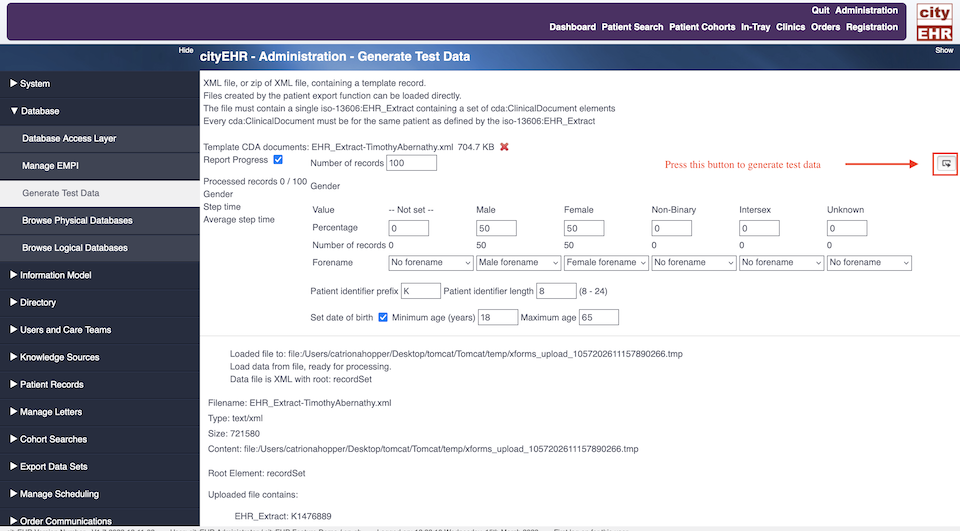 Quit Administration
city
EHR
Dashboard Patient Search Patient Cohorts In-Tray Clinics Orders Registration
Hide
Show
cityEHR - Administration - Generate Test Data
System
Database
Database Access Layer
Manage EMPI
Generate Test Data
Browse Physical Databases
Browse Logical Databases
Information Model
Directory
Users and Care Teams
Knowledge Sources
Patient Records
Manage Letters
Cohort Searches
Export Data Sets
Manage Scheduling
Order Communications
XML file, or zip of XML file, containing a template record.
Files created by the patient export function can be loaded directly.
The file must contain a single iso-13606:EHR_Extract containing a set of cda:ClinicalDocument elements
Every cda:ClinicalDocument must be for the same patient as defined by the iso-13606:EHR_Extract
Template CDA documents: EHR_Extract-TimothyAbernathy.xml 704.7 KB
Report Progress Number of records 100
Press this button to generate test data
Processed records 0 / 100
Gender
Step time
Average step time
Gender
Value -- Not set -- Male Female Non-Binary Intersex Unknown
Percentage 0 50 50 0 0 0
Number of records 0 50 50 0 0 0
Forename No forename Male forename Female forename No forename No forename No forename
Patient identifier prefix K Patient identifier length 8 (8 - 24)
Set date of birth Minimum age (years) 18 Maximum age 65
Loaded file to: file:/Users/catrionahopper/Desktop/tomcat/Tomcat/temp/xforms_upload_1057202611157890266.tmp
Load data from file, ready for processing.
Data file is XML with root: recordSet
Filename: EHR_Extract-TimothyAbernathy.xml
Type: text/xml
Size: 721580
Content: file:/Users/catrionahopper/Desktop/tomcat/Tomcat/temp/xforms_upload_1057202611157890266.tmp
Root Element: recordSet
Uploaded file contains:
EHR_Extract: K1476889